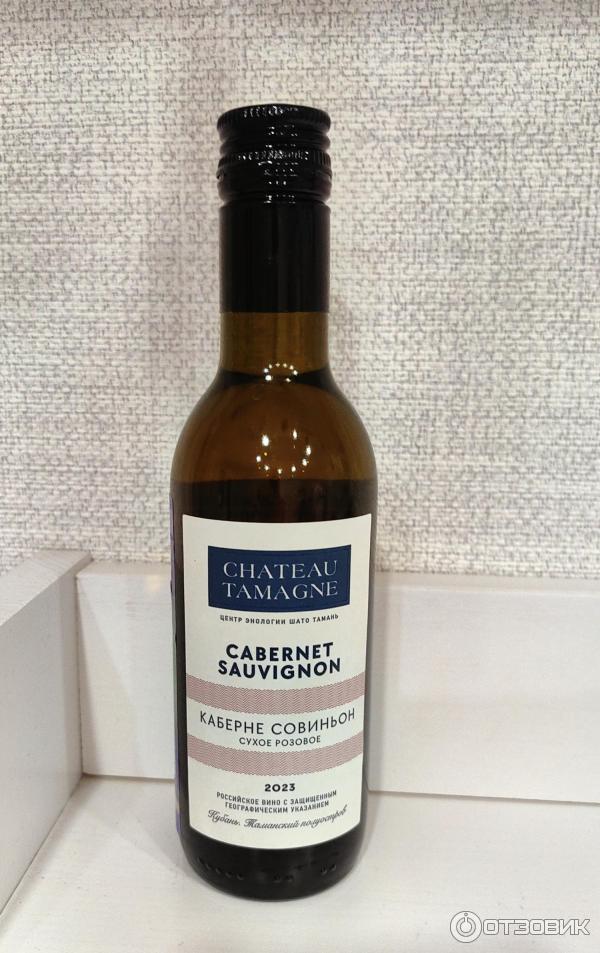 CHATEAU
TAMAGNE
ЦЕНТР ЭНОЛОГИИ ШАТО ТАМАНЬ
CABERNET
SAUVIGNON
КАБЕРНЕ СОВИНЬОН
СУХОЕ РОЗОВОЕ
2023
РОССИЙСКОЕ ВИНО С ЗАЩИЩЕННЫМ
ГЕОГРАФИЧЕСКИМ УКАЗАНИЕМ
Кубань. Таманский полуостров
ОТЗОВИК